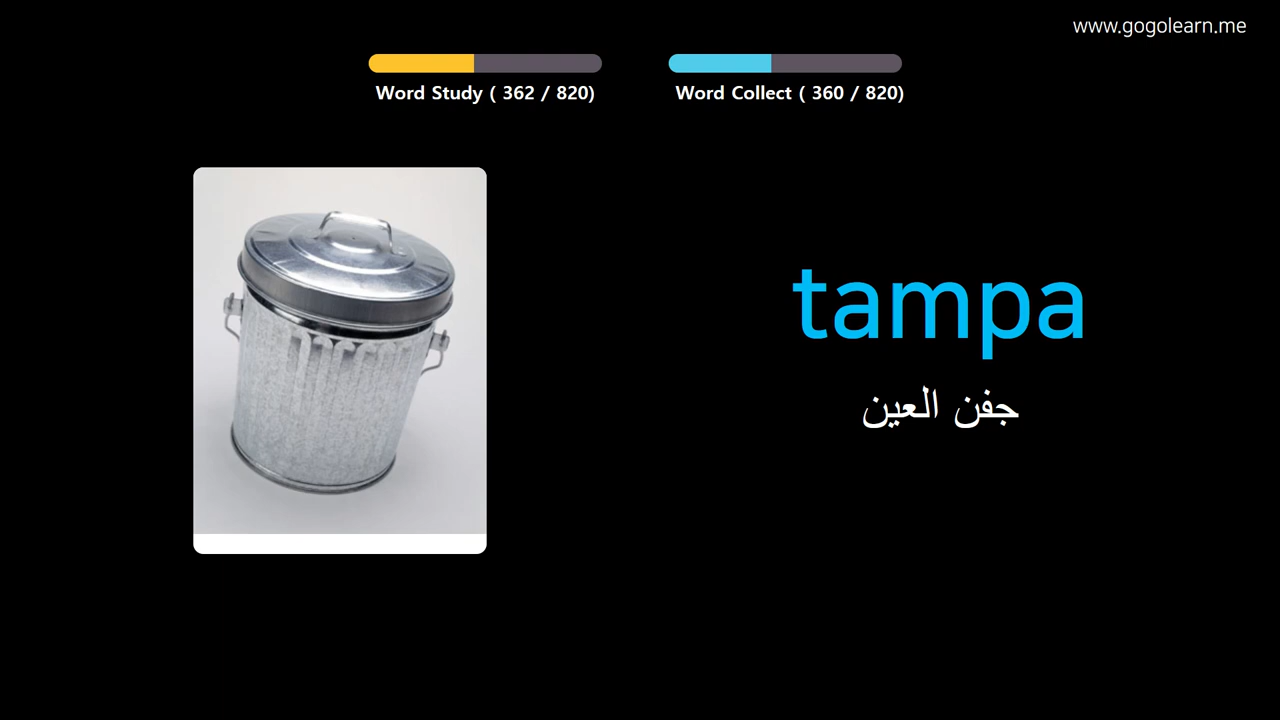 www.gogolearn.me
Word Study ( 362 / 820)
Word Collect ( 360 / 820)
tampa
جفن العين